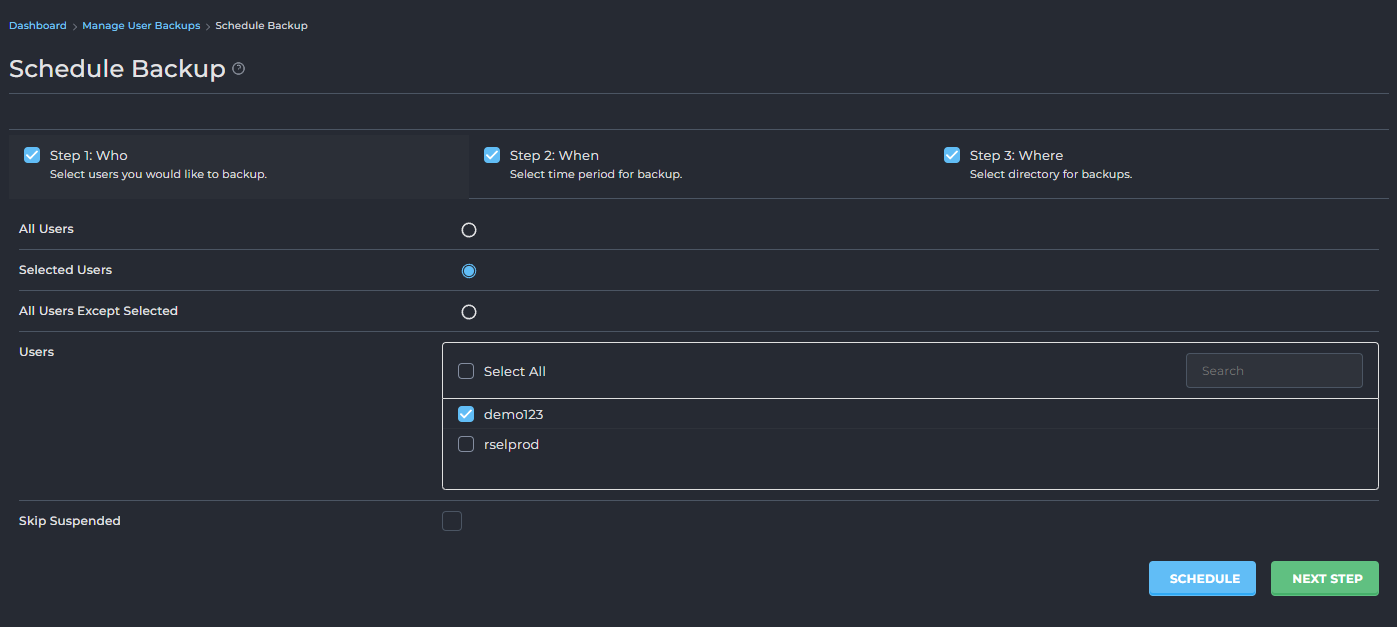 Dashboard > Manage User Backups > Schedule Backup
Schedule Backup ?
Step 1: Who
Select users you would like to backup.
Step 2: When
Select time period for backup.
Step 3: Where
Select directory for backups.
All Users
Selected Users
All Users Except Selected
Users
Select All
Search
demo123
rselprod
Skip Suspended
SCHEDULE
NEXT STEP